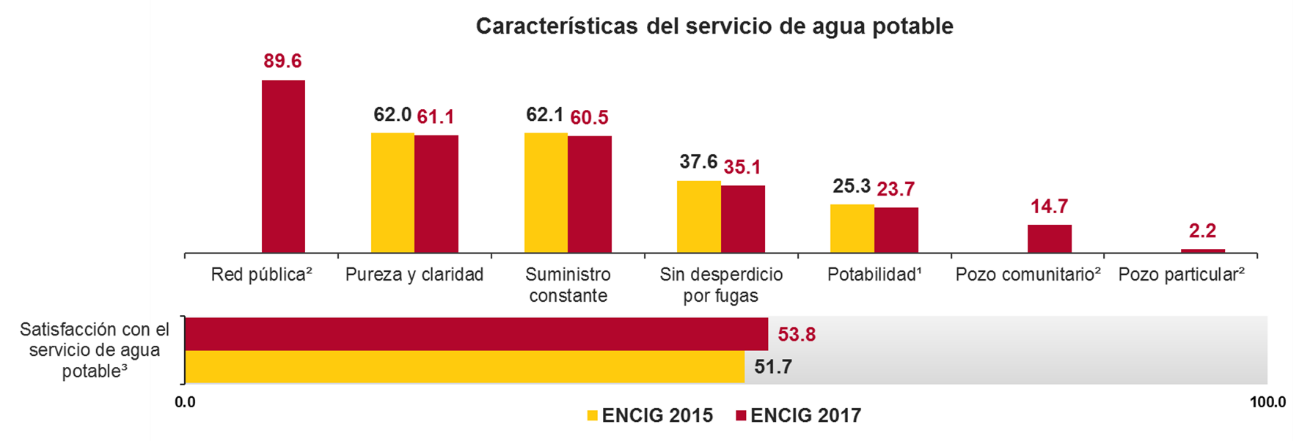 Características del servicio de agua potable
89.6
62.0 61.1
62.1 60.5
37.6 35.1
25.3 23.7
14.7
2.2
Red pública²
Pureza y claridad
Suministro
constante
Sin desperdicio
por fugas
Potabilidad¹
Pozo comunitario²
Pozo particular²
Satisfacción con el
servicio de agua
potable³
53.8
51.7
0.0
100.0
ENCIG 2015 ENCIG 2017